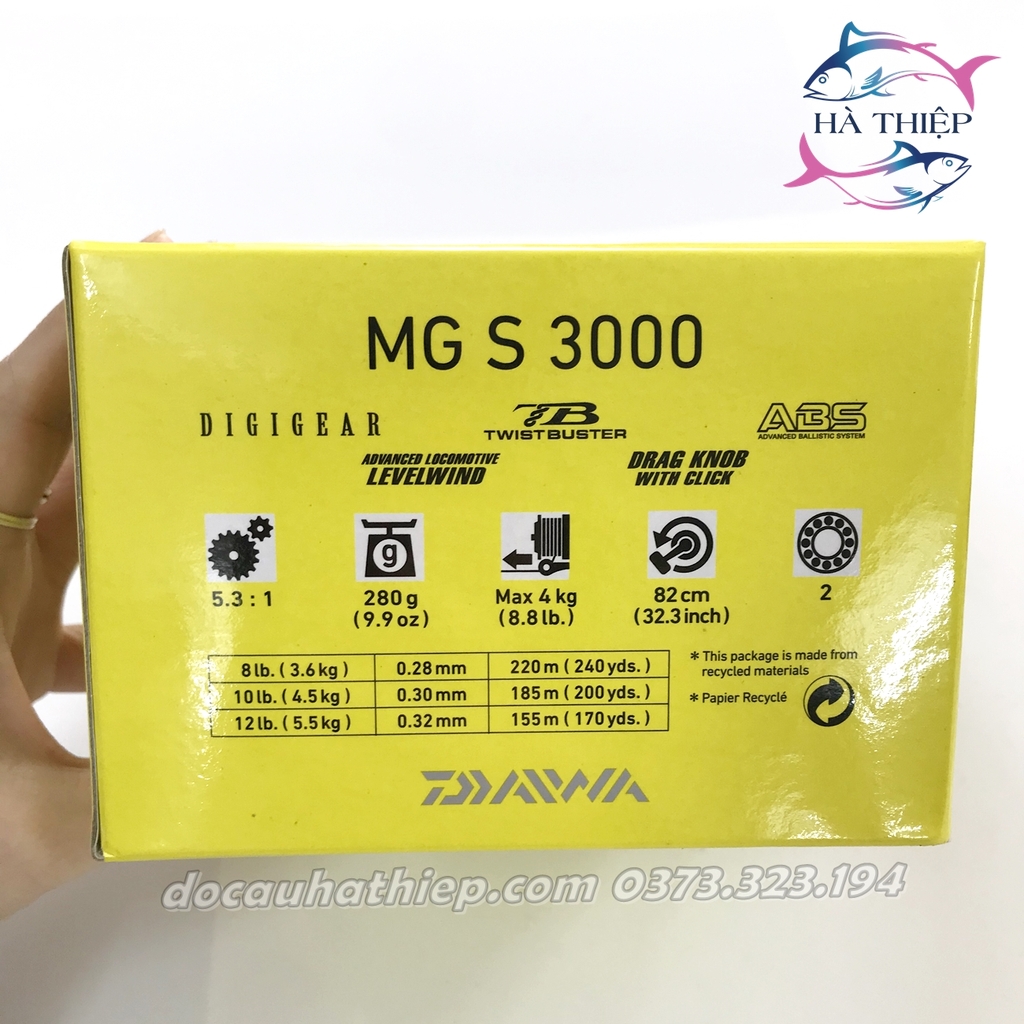 HÀ THIỆP
MG S 3000
DIGIGEAR
TB
TWISTBUSTER
ABS
ADVANCED BALLISTIC SYSTEM
ADVANCED LOCOMOTIVE
LEVELWIND
DRAG KNOB
WITH CLICK
g
5.3 : 1
280 g
(9.9 oz)
Max 4 kg
(8.8 lb.)
82 cm
(32.3 inch)
2
8 lb. ( 3.6 kg ) 0.28 mm 220 m ( 240 yds. )
10 lb. ( 4.5 kg ) 0.30 mm 185 m ( 200 yds. )
12 lb. ( 5.5 kg ) 0.32 mm 155 m ( 170 yds. )
* This package is made from
recycled materials
* Papier Recyclé
DAIWA
docauhathiep.com 0373.323.194